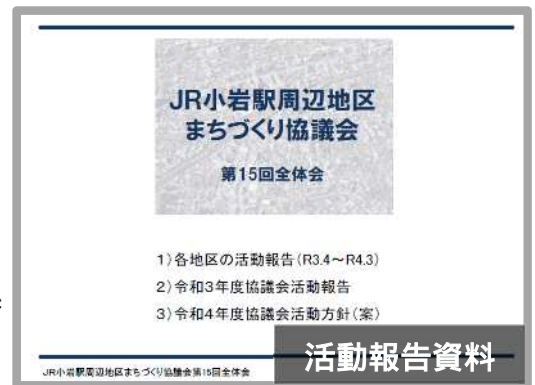 JR小岩駅周辺地区
まちづくり協議会
第15回全体会
1)各地区の活動報告(R3.4～R4.3)
2)令和3年度協議会活動報告
3)令和4年度協議会活動方針(案)
活動報告資料
JR小岩駅周辺地区まちづくり協議会第15回全体会